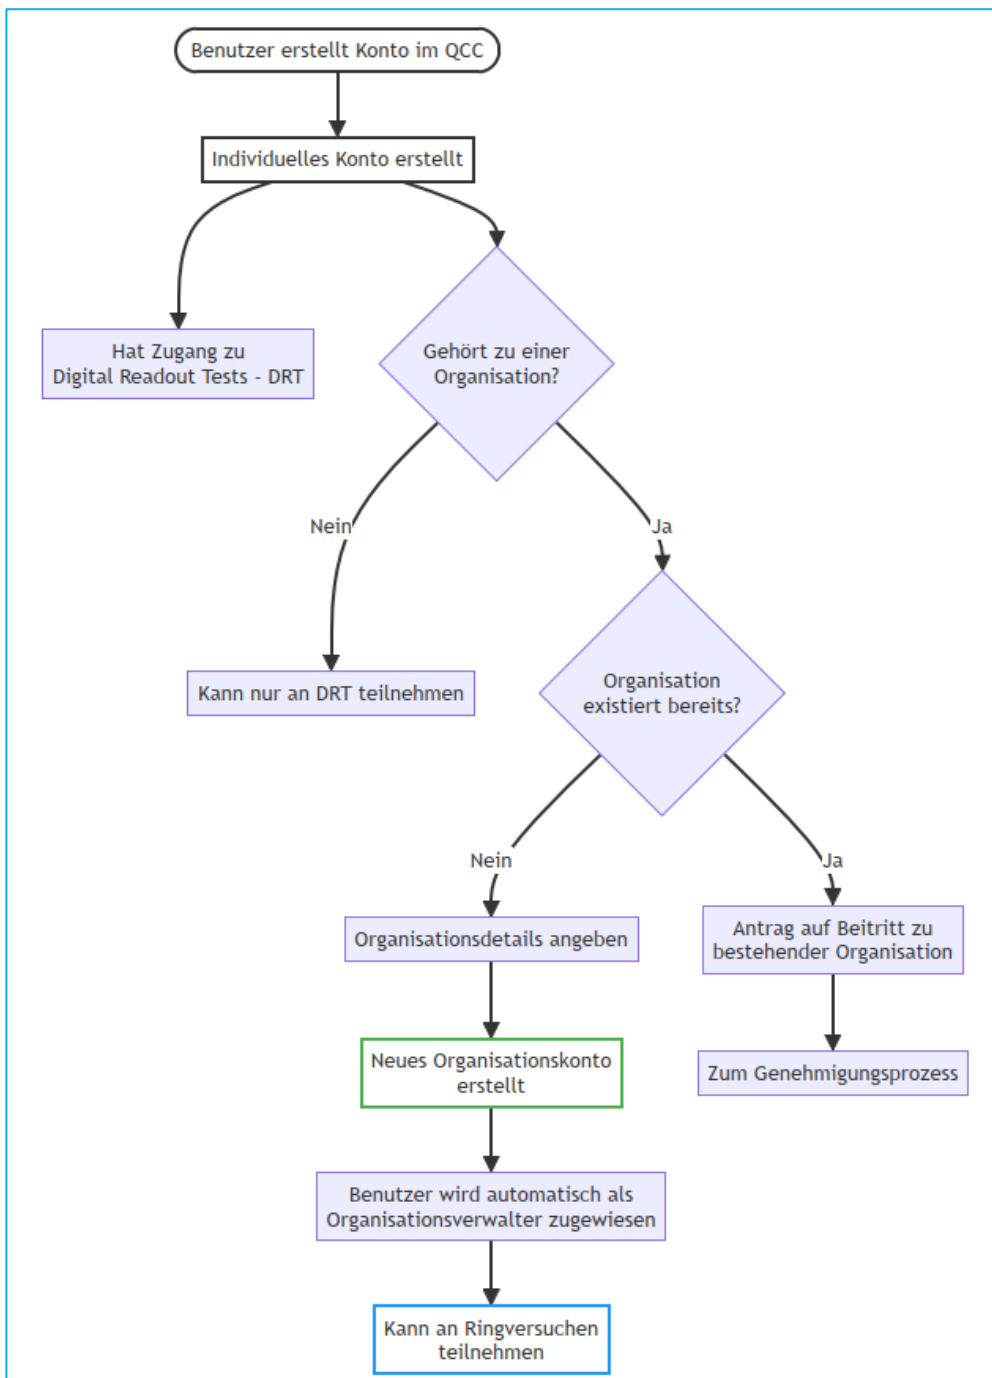 Benutzer erstellt Konto im QCC
Individuelles Konto erstellt
Hat Zugang zu
Digital Readout Tests - DRT
Gehört zu einer
Organisation?
Nein
Ja
Kann nur an DRT teilnehmen
Organisation
existiert bereits?
Nein
Ja
Organisationsdetails angeben
Antrag auf Beitritt zu
bestehender Organisation
Neues Organisationskonto
erstellt
Zum Genehmigungsprozess
Benutzer wird automatisch als
Organisationsverwalter zugewiesen
Kann an Ringversuchen
teilnehmen